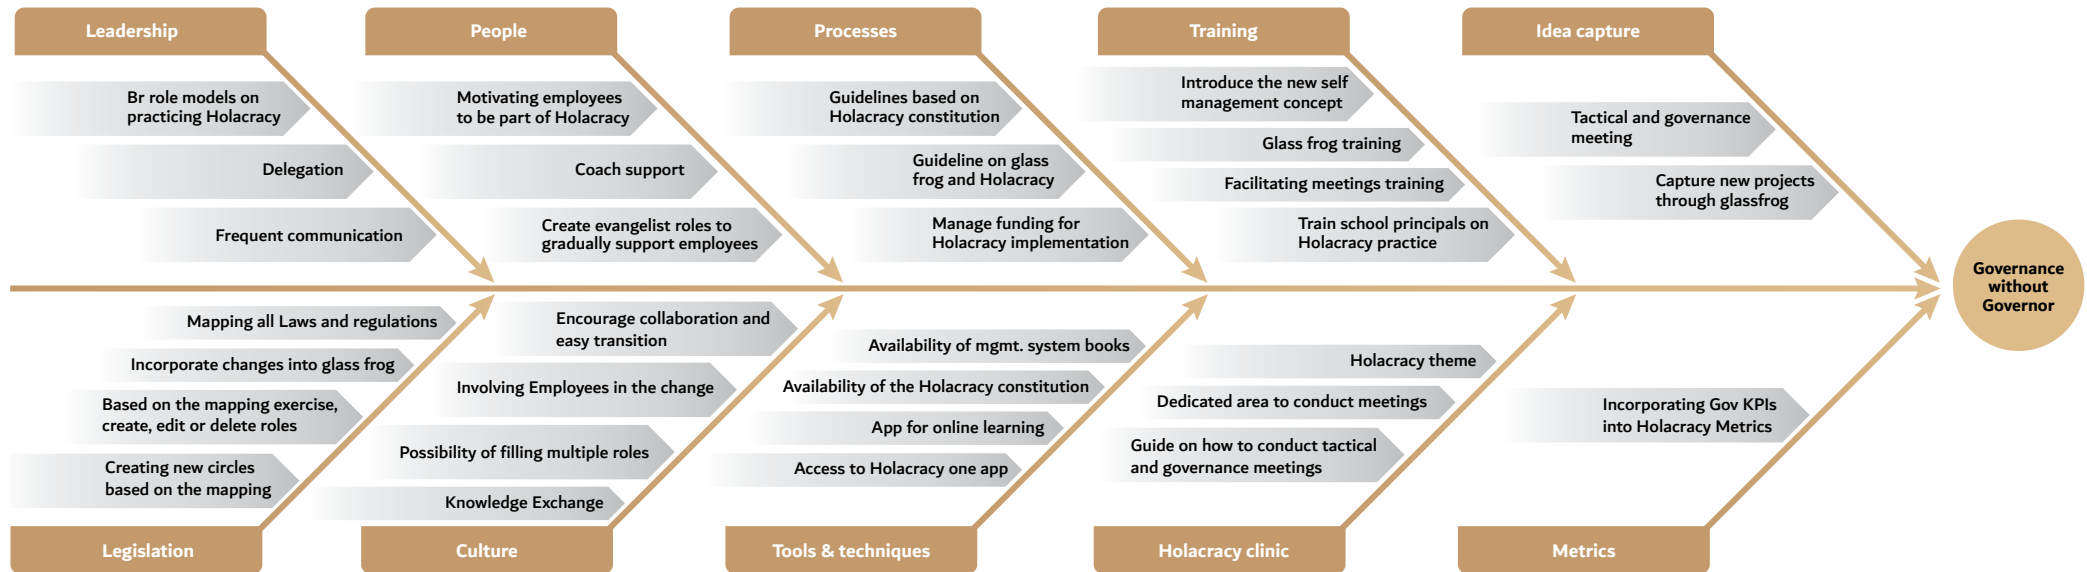 Leadership
Br role models on
practicing Holacracy
Delegation
Frequent communication
People
Motivating employees
to be part of Holacracy
Coach support
Create evangelist roles to
gradually support employees
Processes
Guidelines based on
Holacracy constitution
Guideline on glass
frog and Holacracy
Manage funding for
Holacracy implementation
Training
Introduce the new self
management concept
Glass frog training
Facilitating meetings training
Train school principals on
Holacracy practice
Idea capture
Tactical and governance
meeting
Capture new projects
through glassfrog
Governance
without
Governor
Mapping all Laws and regulations
Incorporate changes into glass frog
Based on the mapping exercise,
create, edit or delete roles
Creating new circles
based on the mapping
Legislation
Encourage collaboration and
easy transition
Involving Employees in the change
Possibility of filling multiple roles
Knowledge Exchange
Culture
Availability of mgmt. system books
Availability of the Holacracy constitution
App for online learning
Access to Holacracy one app
Tools & techniques
Holacracy theme
Dedicated area to conduct meetings
Guide on how to conduct tactical
and governance meetings
Holacracy clinic
Incorporating Gov KPIs
into Holacracy Metrics
Metrics